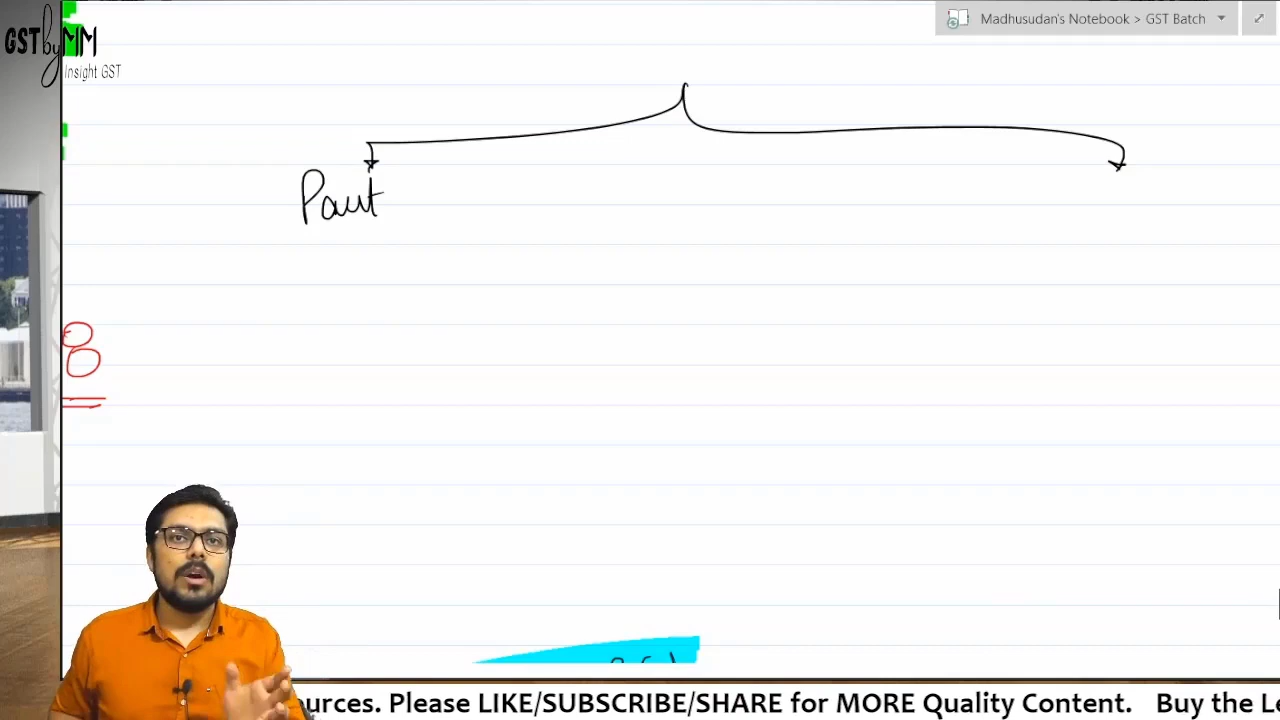 GST by MM
Insight GST
Madhusudan's Notebook > GST Batch
Part
8
urces. Please LIKE/SUBSCRIBE/SHARE for MORE Quality Content. Buy the Le